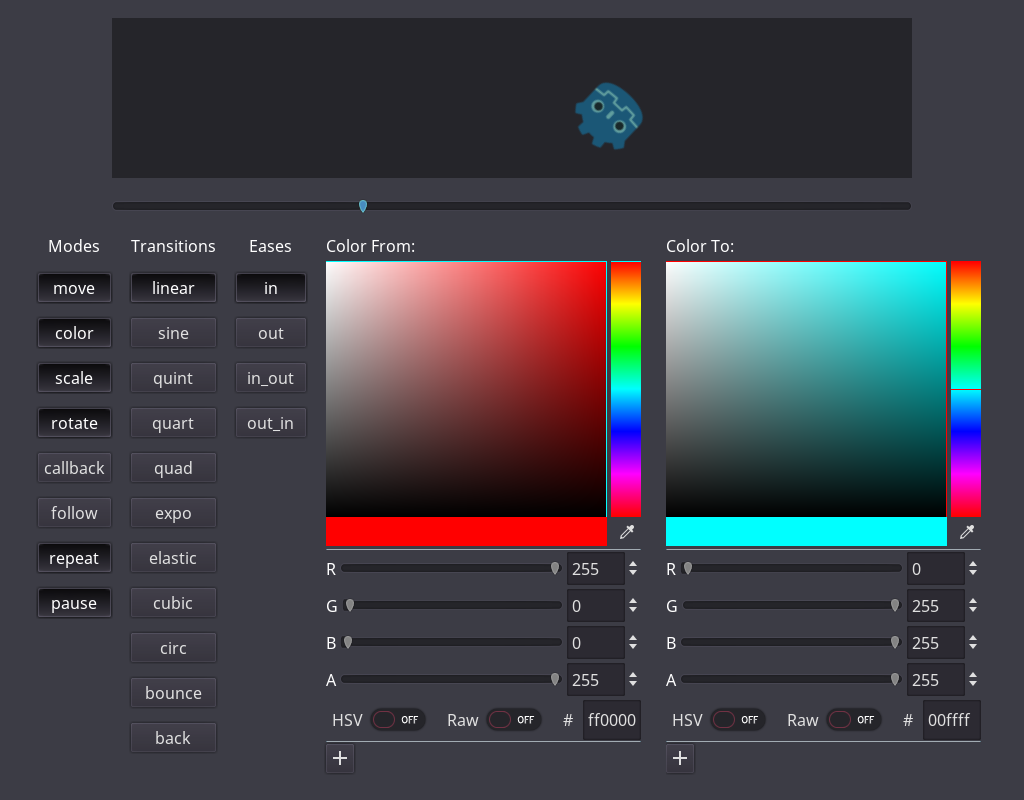 Modes Transitions Eases Color From: Color To:
move linear in
color sine out
scale quint in_out
rotate quart out_in
callback quad
follow expo
repeat elastic
pause cubic
circ
bounce
back
R 255
G 0
B 0
A 255
HSV OFF Raw OFF # ff0000
+
R 0
G 255
B 255
A 255
HSV OFF Raw OFF # 00ffff
+